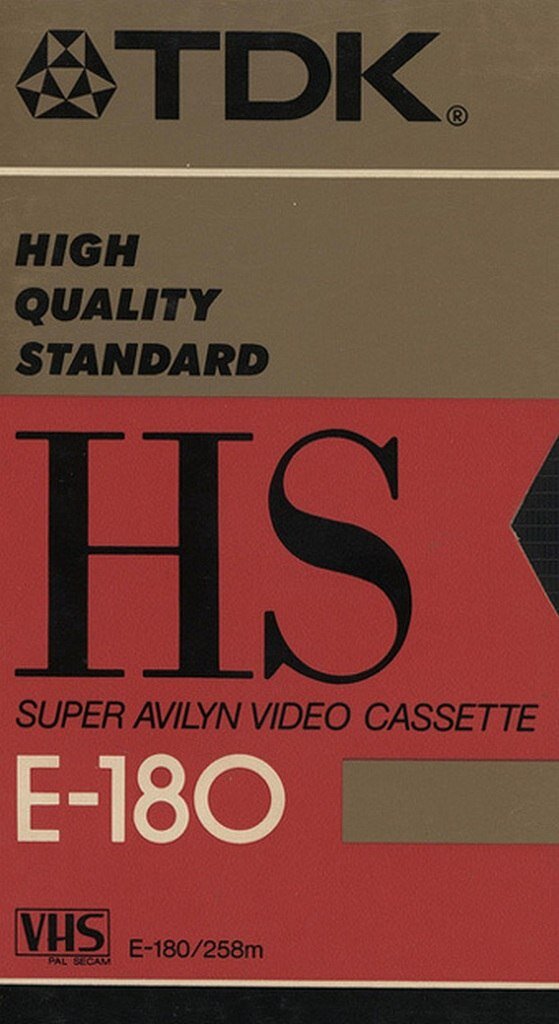 TDK®
HIGH
QUALITY
STANDARD
HS
SUPER AVILYN VIDEO CASSETTE
E-180
VHS
PAL SECAM
E-180/258m